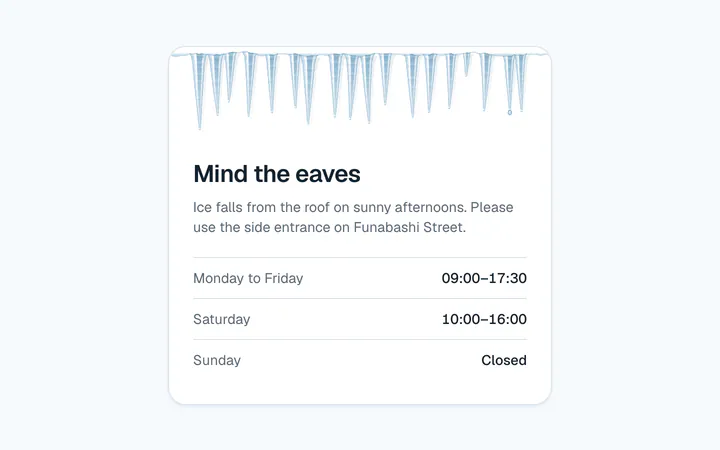 Mind the eaves
Ice falls from the roof on sunny afternoons. Please
use the side entrance on Funabashi Street.
Monday to Friday 09:00–17:30
Saturday 10:00–16:00
Sunday Closed